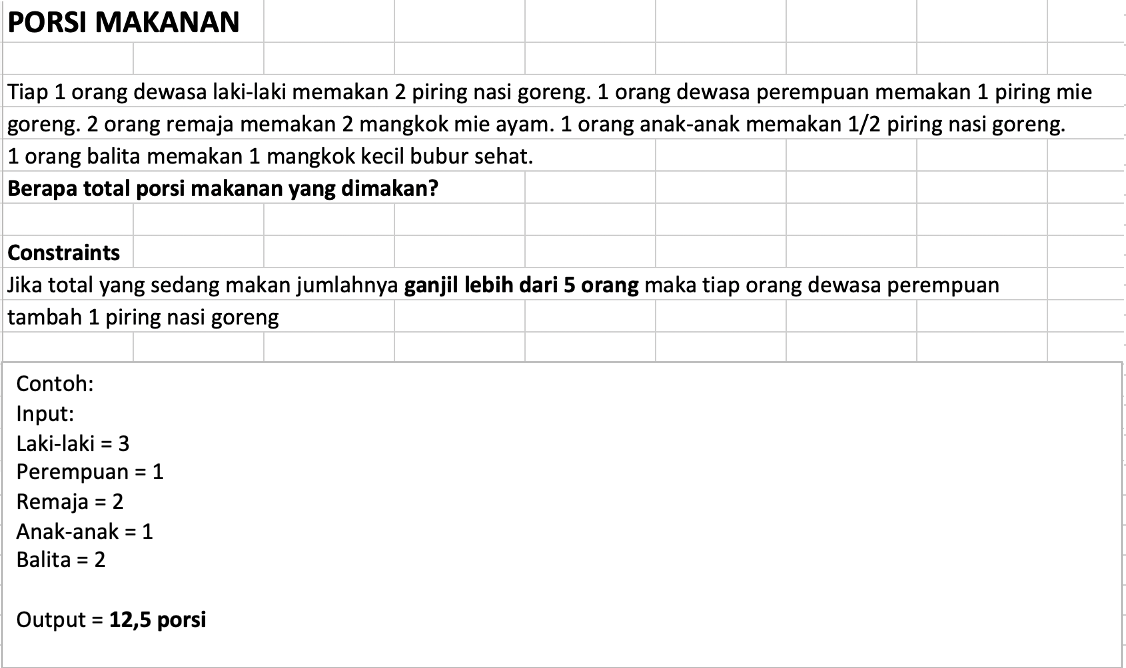 PORSI MAKANAN
Tiap 1 orang dewasa laki-laki memakan 2 piring nasi goreng. 1 orang dewasa perempuan memakan 1 piring mie
goreng. 2 orang remaja memakan 2 mangkok mie ayam. 1 orang anak-anak memakan 1/2 piring nasi goreng.
1 orang balita memakan 1 mangkok kecil bubur sehat.
Berapa total porsi makanan yang dimakan?
Constraints
Jika total yang sedang makan jumlahnya ganjil lebih dari 5 orang maka tiap orang dewasa perempuan
tambah 1 piring nasi goreng
Contoh:
Input:
Laki-laki = 3
Perempuan = 1
Remaja = 2
Anak-anak = 1
Balita = 2
Output = 12,5 porsi